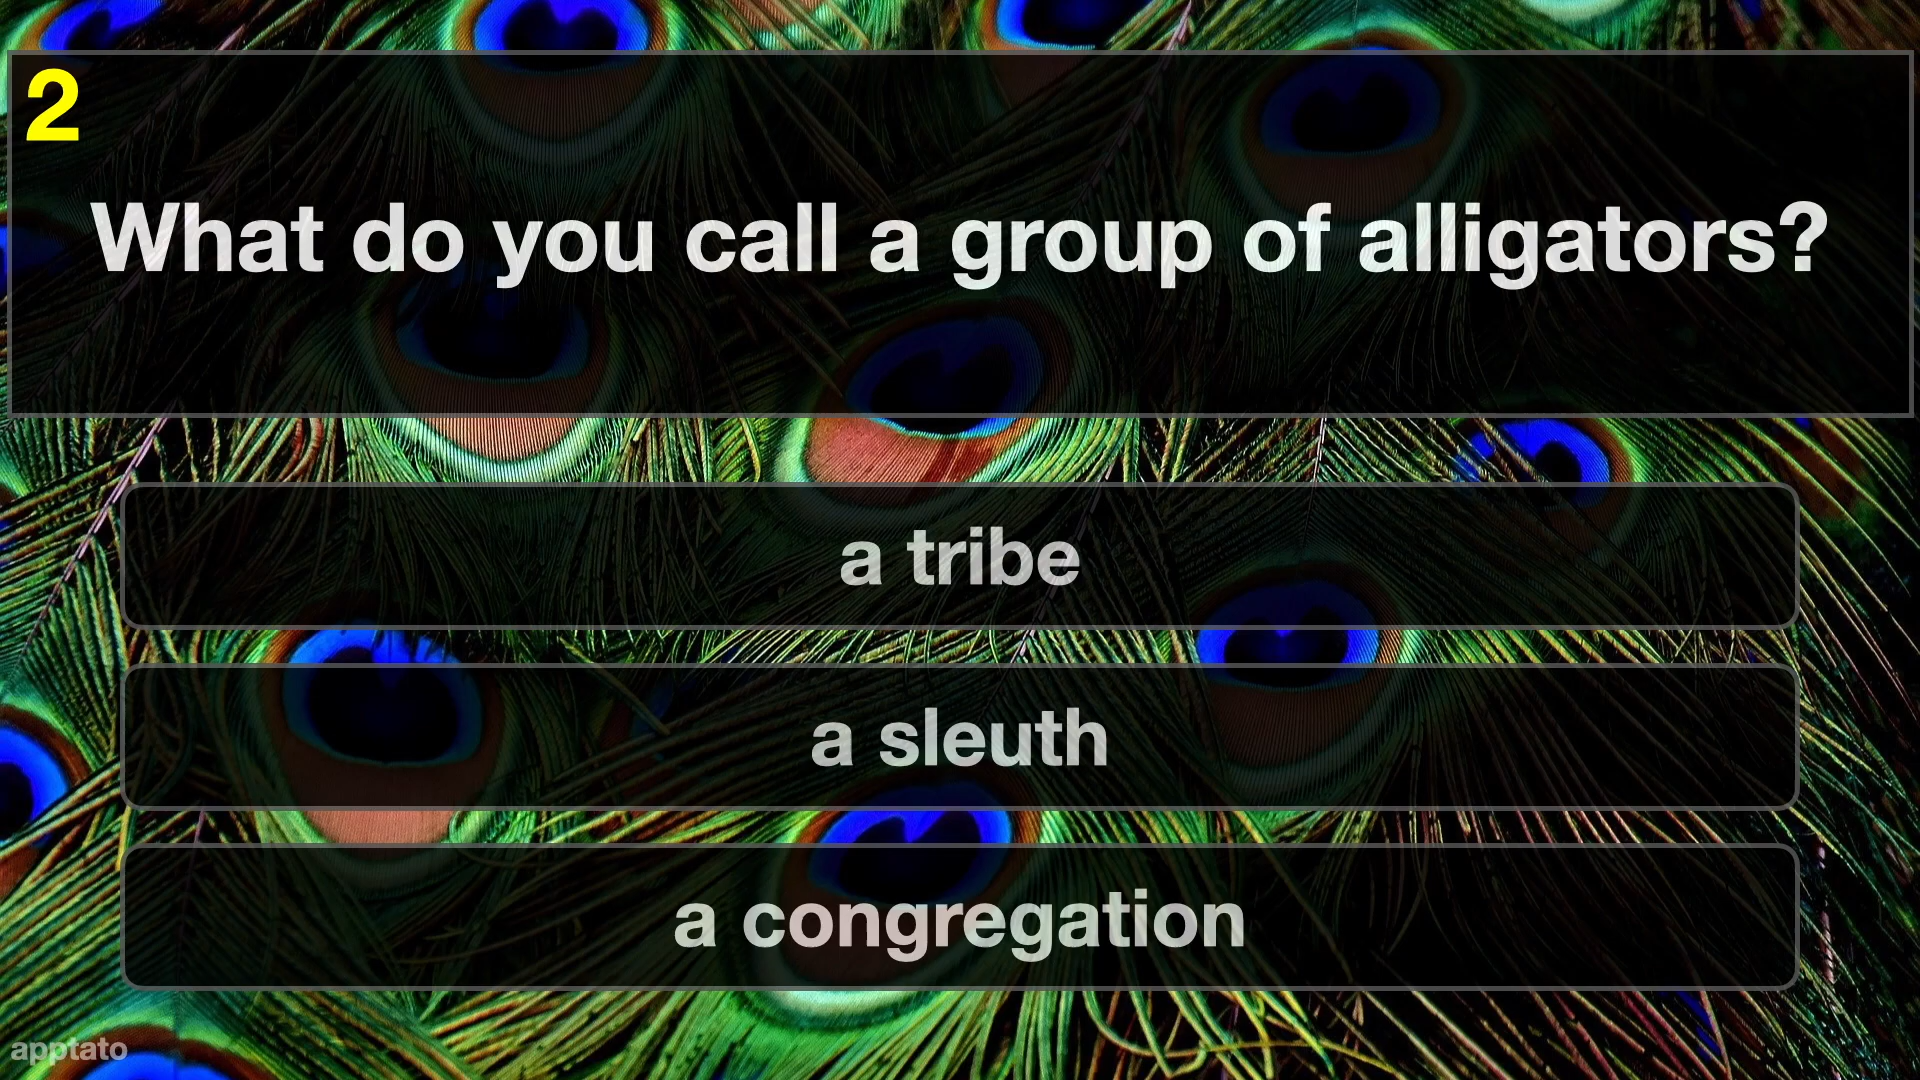 2
What do you call a group of alligators?
a tribe
a sleuth
a congregation
apptato